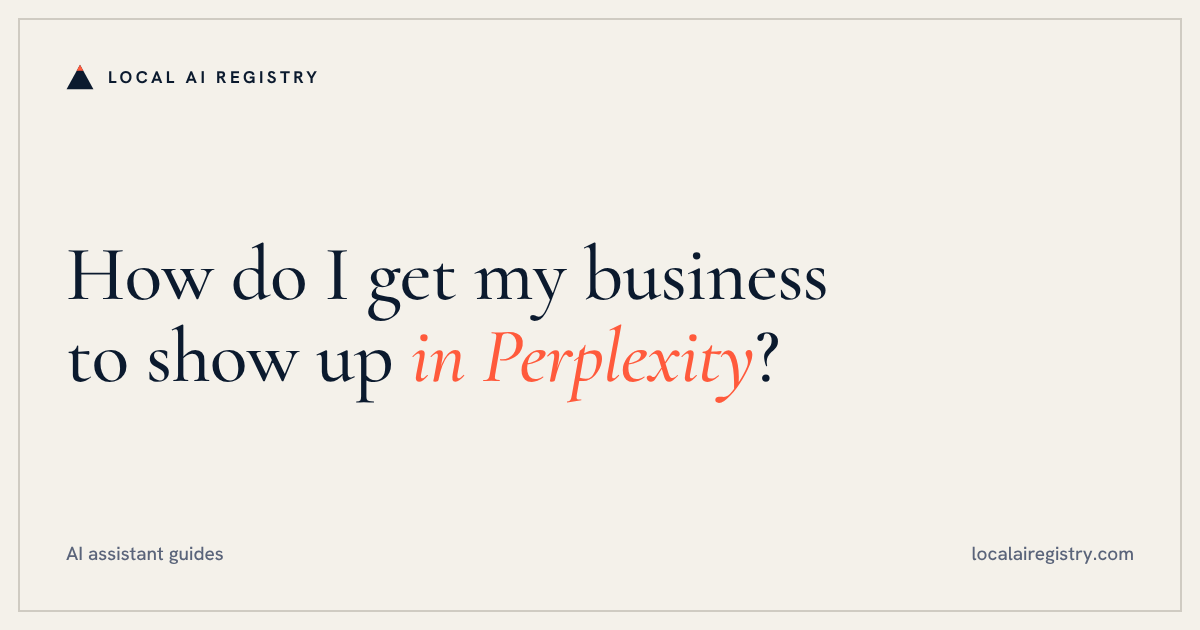 LOCAL AI REGISTRY
How do I get my business
to show up in Perplexity?
AI assistant guides
localairegistry.com